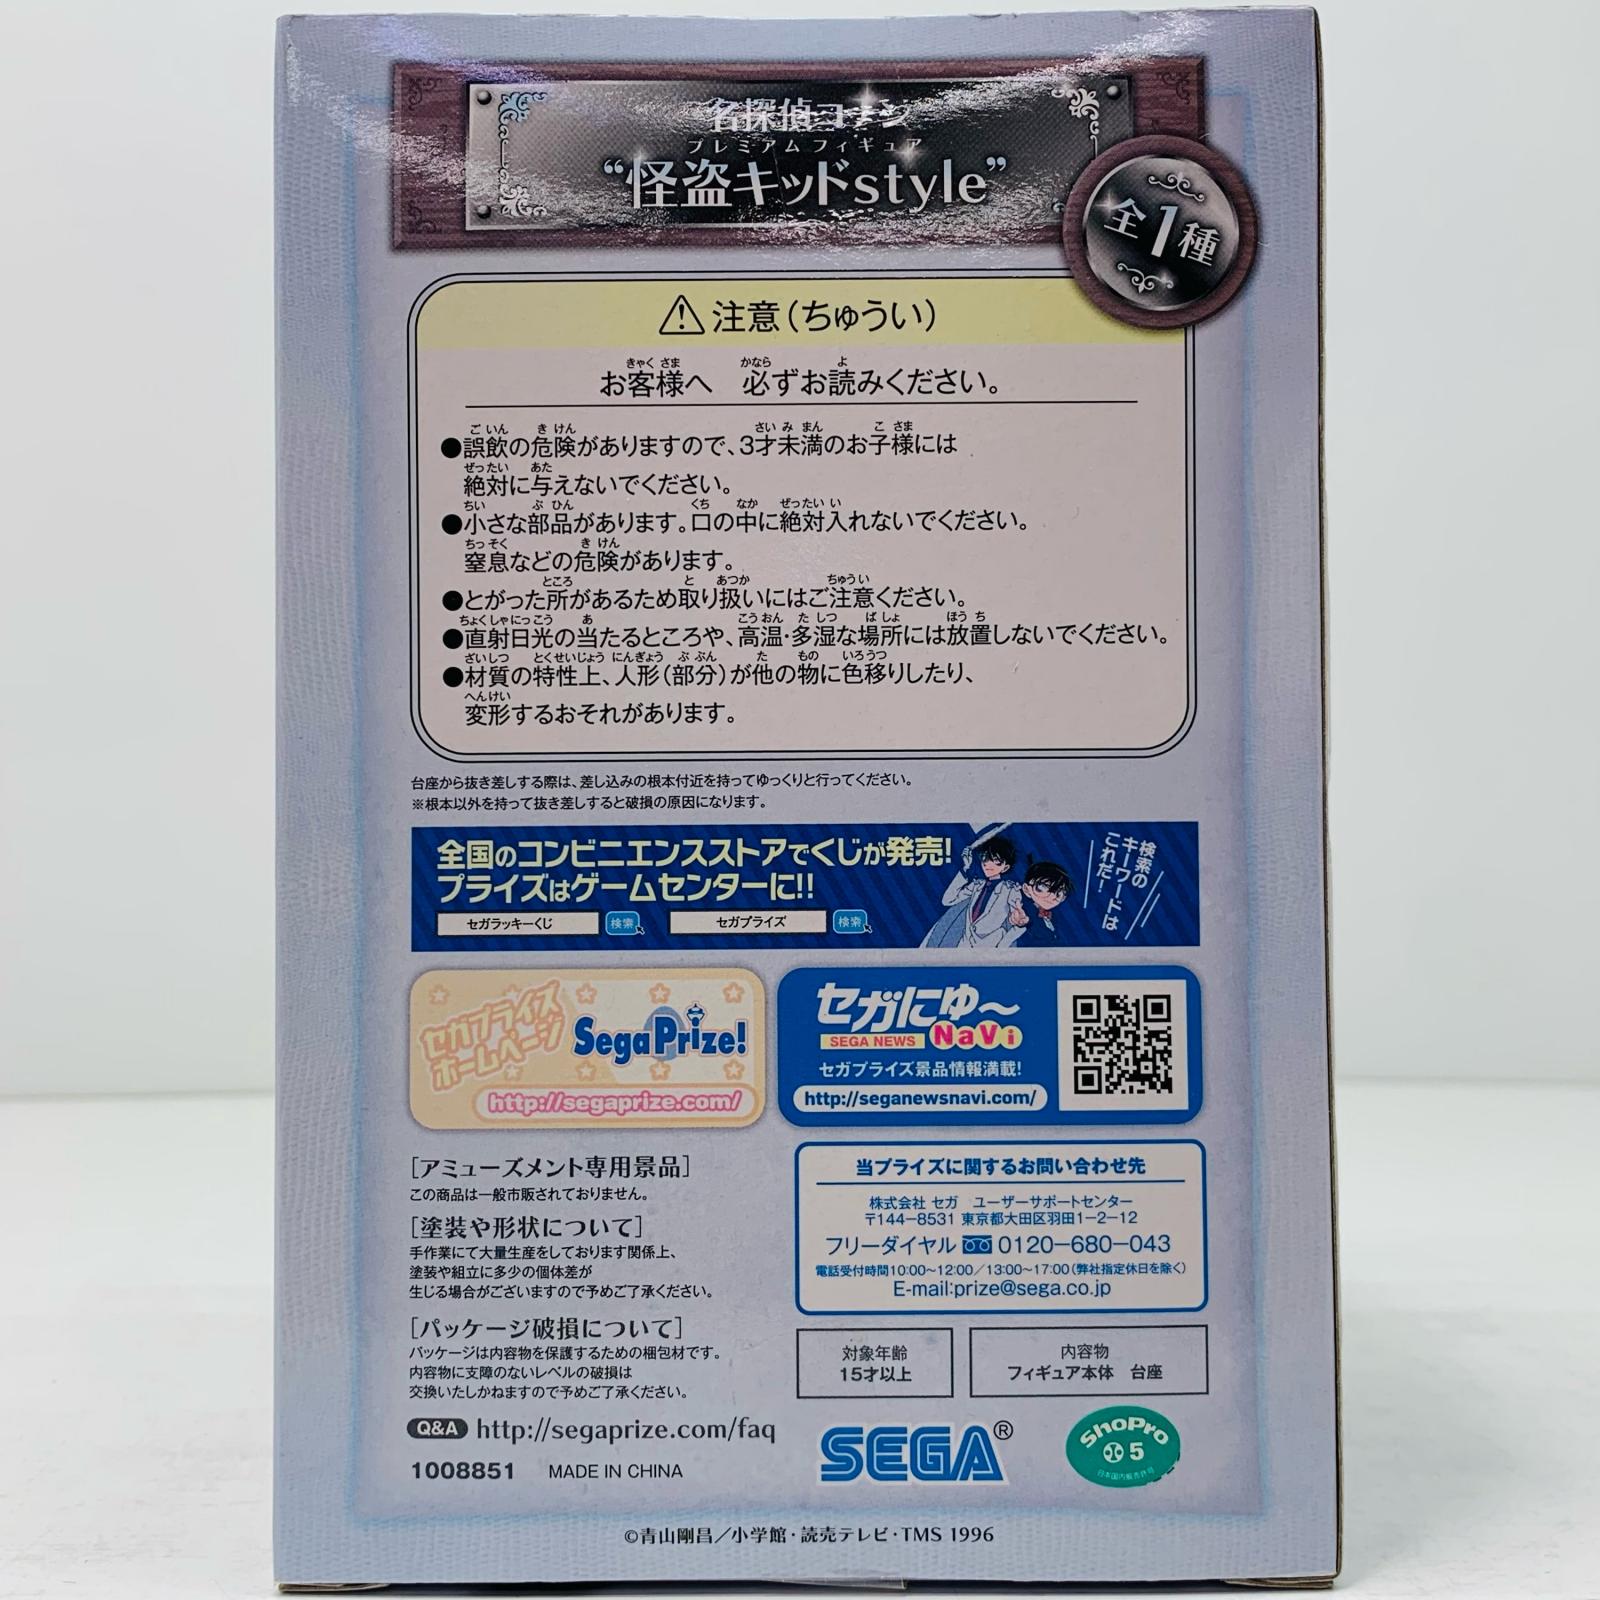 名探偵コナン
プレミアムフィギュア
“怪盗キッドstyle”
全1種
注意(ちゅうい)
お客様へ 必ずお読みください。
●誤飲の危険がありますので、3才未満のお子様には
絶対に与えないでください。
●小さな部品があります。口の中に絶対入れないでください。
窒息などの危険があります。
●とがった所があるため取り扱いにはご注意ください。
●直射日光の当たるところや、高温・多湿な場所には放置しないでください。
●材質の特性上、人形(部分)が他の物に色移りしたり、
変形するおそれがあります。
台座から抜き差しする際は、差し込みの根本付近を持ってゆっくりと行ってください。
※根本以外を持って抜き差しすると破損の原因になります。
全国のコンビニエンスストアでくじが発売!
プライズはゲームセンターに!!
セガラッキーくじ 検索 セガプライズ 検索
検索の
キーワードは
これだ!
セガプライズ
ホームページ
SegaPrize!
http://segaprize.com/
セガにゅ〜
SEGA NEWS NaVi
セガプライズ景品情報満載!
http://seganewsnavi.com/
[アミューズメント専用景品]
この商品は一般市販されておりません。
[塗装や形状について]
手作業にて大量生産をしております関係上、
塗装や組立に多少の個体差が
生じる場合がございますので予めご了承ください。
[パッケージ破損について]
パッケージは内容物を保護するための梱包材です。
内容物に支障のないレベルの破損は
交換いたしかねますので予めご了承ください。
Q&A http://segaprize.com/faq
1008851 MADE IN CHINA
当プライズに関するお問い合わせ先
株式会社 セガ ユーザーサポートセンター
〒144-8531 東京都大田区羽田1-2-12
フリーダイヤル 0120-680-043
電話受付時間10:00〜12:00/13:00〜17:00(弊社指定休日を除く)
E-mail:prize@sega.co.jp
対象年齢
15才以上
内容物
フィギュア本体 台座
SEGA®
ShoPro
5
日本国内販売許可
©青山剛昌/小学館・読売テレビ・TMS 1996